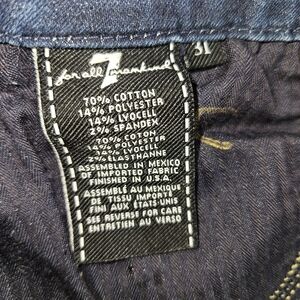 7
for all mankind
31
70% COTTON
14% POLYESTER
14% LYOCELL
2% SPANDEX
70% COTON
14% POLYESTER
14% LYOCELL
2% ELASTHANNE
ASSEMBLED IN MEXICO
OF IMPORTED FABRIC
FINISHED IN U.S.A.
ASSEMBLÉ AU MEXIQUE
DE TISSU IMPORTÉ
FINI AUX ÉTATS-UNIS
SEE REVERSE FOR CARE
ENTRETIEN AU VERSO